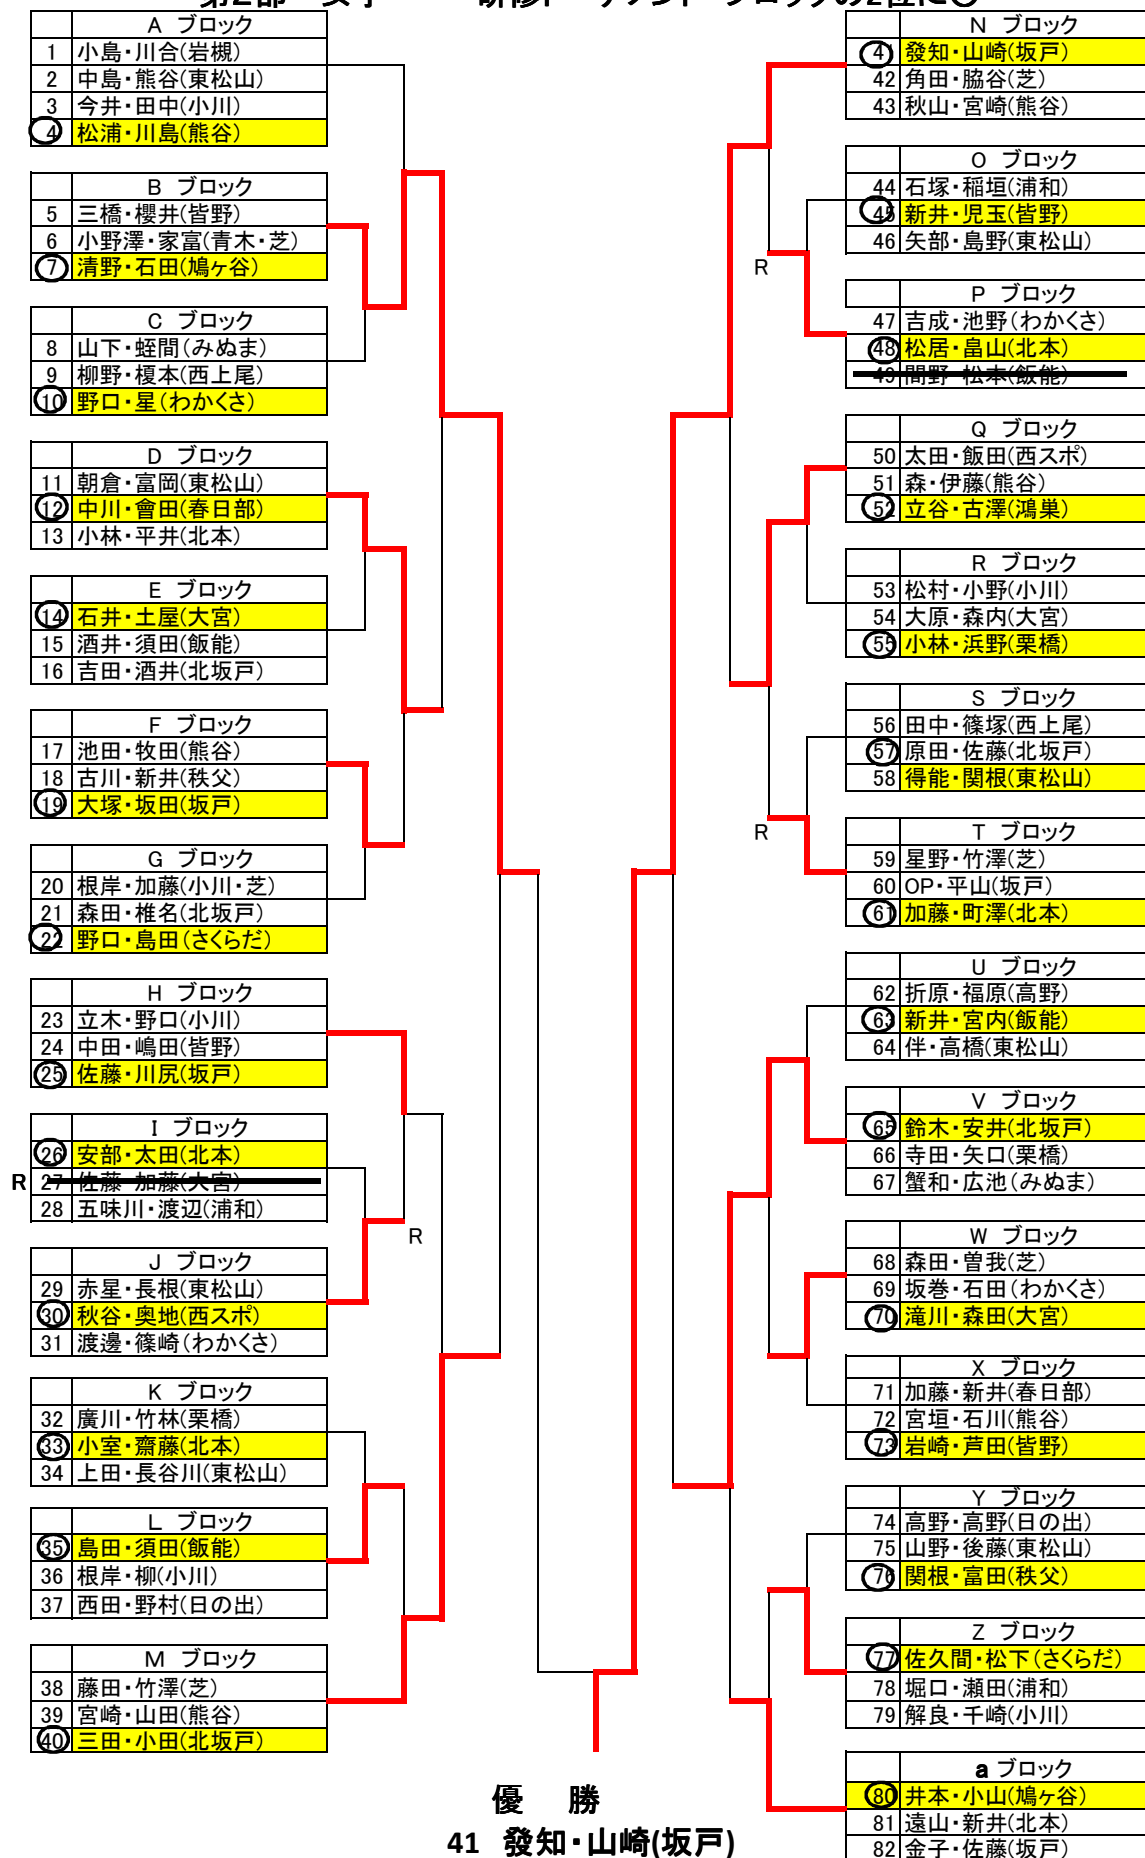 A ブロック
1 小島・川合(岩槻)
2 中島・熊谷(東松山)
3 今井・田中(小川)
4 松浦・川島(熊谷)
B ブロック
5 三橋・櫻井(皆野)
6 小野澤・家富(青木・芝)
7 清野・石田(鳩ヶ谷)
C ブロック
8 山下・蛭間(みぬま)
9 柳野・榎本(西上尾)
10 野口・星(わかくさ)
D ブロック
11 朝倉・富岡(東松山)
12 中川・會田(春日部)
13 小林・平井(北本)
E ブロック
14 石井・土屋(大宮)
15 酒井・須田(飯能)
16 吉田・酒井(北坂戸)
F ブロック
17 池田・牧田(熊谷)
18 古川・新井(秩父)
19 大塚・坂田(坂戸)
G ブロック
20 根岸・加藤(小川・芝)
21 森田・椎名(北坂戸)
22 野口・島田(さくらだ)
H ブロック
23 立木・野口(小川)
24 中田・嶋田(皆野)
25 佐藤・川尻(坂戸)
I ブロック
26 安部・太田(北本)
R 27 佐藤・加藤(大宮)
28 五味川・渡辺(浦和)
R
J ブロック
29 赤星・長根(東松山)
30 秋谷・奥地(西スポ)
31 渡邊・篠崎(わかくさ)
K ブロック
32 廣川・竹林(栗橋)
33 小室・齋藤(北本)
34 上田・長谷川(東松山)
L ブロック
35 島田・須田(飯能)
36 根岸・柳(小川)
37 西田・野村(日の出)
M ブロック
38 藤田・竹澤(芝)
39 宮崎・山田(熊谷)
40 三田・小田(北坂戸)
N ブロック
41 發知・山崎(坂戸)
42 角田・脇谷(芝)
43 秋山・宮崎(熊谷)
O ブロック
44 石塚・稲垣(浦和)
45 新井・児玉(皆野)
46 矢部・島野(東松山)
R
P ブロック
47 吉成・池野(わかくさ)
48 松居・畠山(北本)
49 間野・松本(飯能)
Q ブロック
50 太田・飯田(西スポ)
51 森・伊藤(熊谷)
52 立谷・古澤(鴻巣)
R ブロック
53 松村・小野(小川)
54 大原・森内(大宮)
55 小林・浜野(栗橋)
S ブロック
56 田中・篠塚(西上尾)
57 原田・佐藤(北坂戸)
58 得能・関根(東松山)
R
T ブロック
59 星野・竹澤(芝)
60 OP・平山(坂戸)
61 加藤・町澤(北本)
U ブロック
62 折原・福原(高野)
63 新井・宮内(飯能)
64 伴・高橋(東松山)
V ブロック
65 鈴木・安井(北坂戸)
66 寺田・矢口(栗橋)
67 蟹和・広池(みぬま)
W ブロック
68 森田・曽我(芝)
69 坂巻・石田(わかくさ)
70 滝川・森田(大宮)
X ブロック
71 加藤・新井(春日部)
72 宮垣・石川(熊谷)
73 岩崎・芦田(皆野)
Y ブロック
74 高野・高野(日の出)
75 山野・後藤(東松山)
76 関根・富田(秩父)
Z ブロック
77 佐久間・松下(さくらだ)
78 堀口・瀬田(浦和)
79 解良・千崎(小川)
a ブロック
80 井本・小山(鳩ヶ谷)
81 遠山・新井(北本)
82 金子・佐藤(坂戸)
優 勝
41 發知・山崎(坂戸)